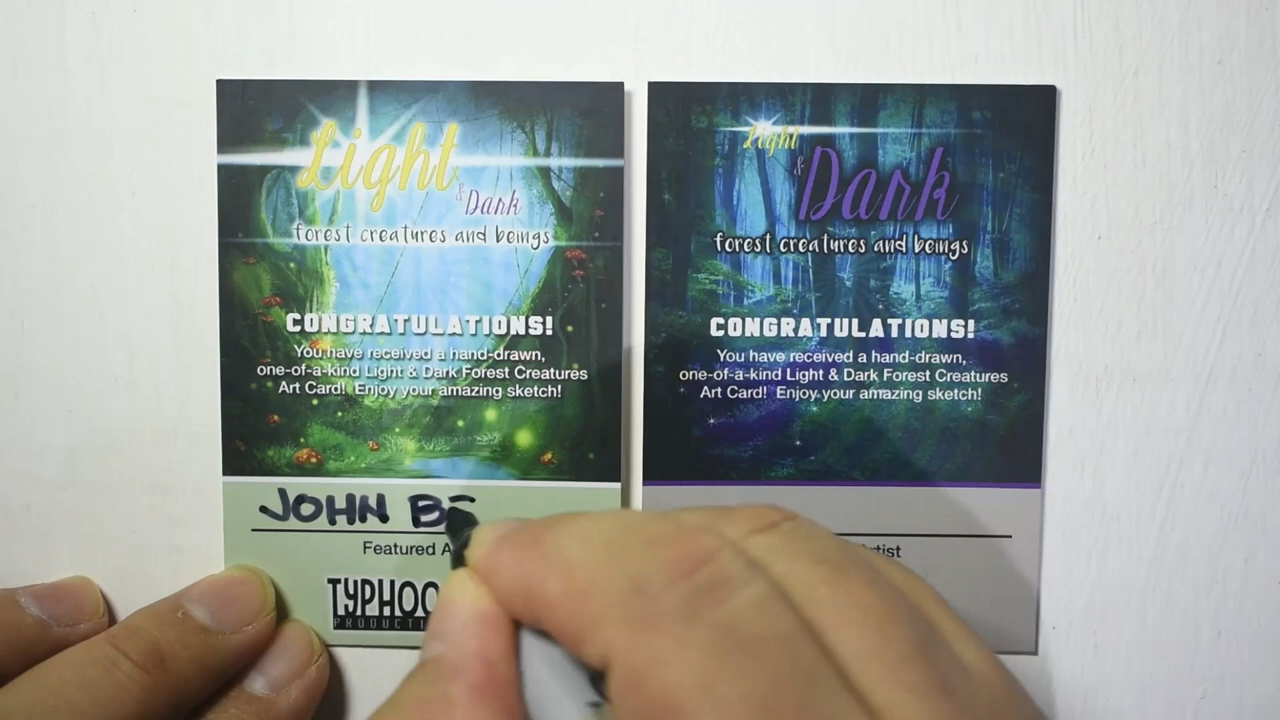 Light
& Dark
forest creatures and beings
CONGRATULATIONS!
You have received a hand-drawn,
one-of-a-kind Light & Dark Forest Creatures
Art Card! Enjoy your amazing sketch!
JOHN B
Featured A
TYPHOO
PRODUCTI
Light
& Dark
forest creatures and beings
CONGRATULATIONS!
You have received a hand-drawn,
one-of-a-kind Light & Dark Forest Creatures
Art Card! Enjoy your amazing sketch!
rtist